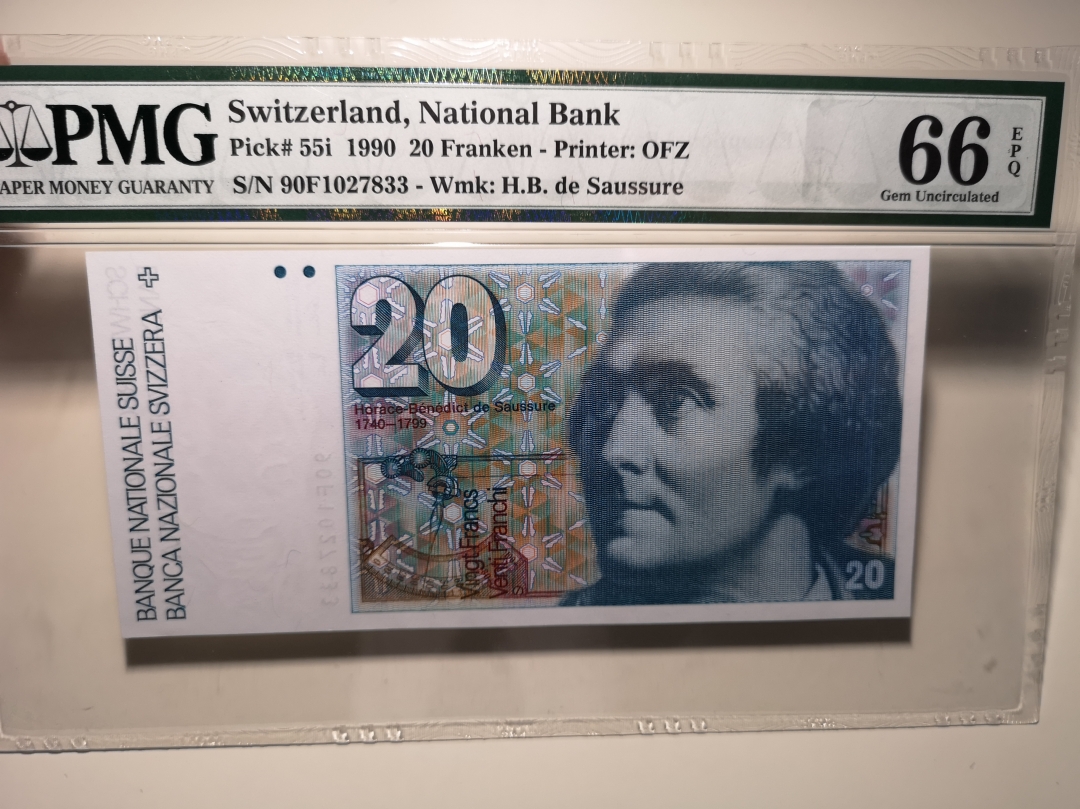 PMG
APER MONEY GUARANTY
Switzerland, National Bank
Pick# 55i 1990 20 Franken - Printer: OFZ
S/N 90F1027833 - Wmk: H.B. de Saussure
66
EPQ
Gem Uncirculated
BANQUE NATIONALE SUISSE
BANCA NAZIONALE SVIZZERA
20
Horace-Bénédict de Saussure
1740–1799
90F1027833
Vingt Francs
Venti Franchi
20